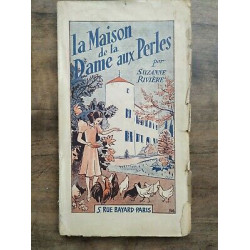 La Maison
de la
Dame aux Perles
par
SUZANNE
RIVIÈRE
5, RUE BAYARD·PARIS